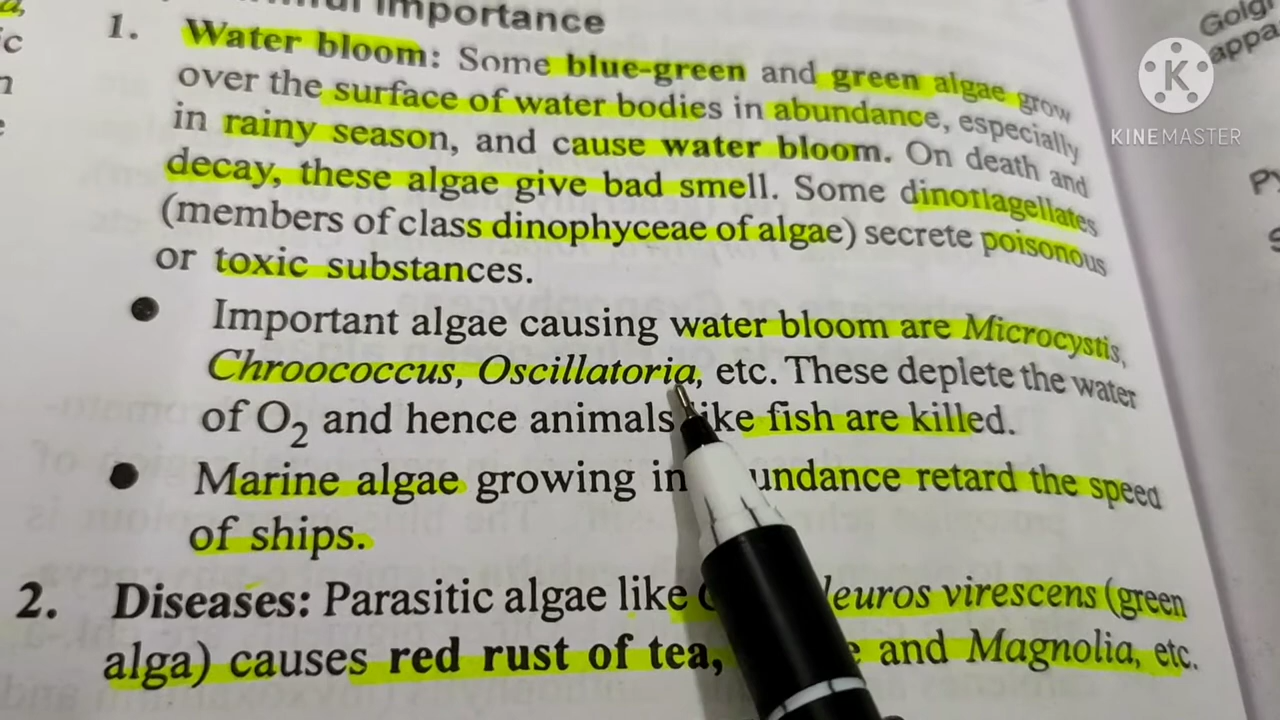 Importance
1. Water bloom: Some blue-green and green algae grow
over the surface of water bodies in abundance, especially
in rainy season, and cause water bloom. On death and
decay, these algae give bad smell. Some dinoflagellates
(members of class dinophyceae of algae) secrete poisonous
or toxic substances.
● Important algae causing water bloom are Microcystis,
Chroococcus, Oscillatoria, etc. These deplete the water
of O₂ and hence animals like fish are killed.
● Marine algae growing in undance retard the speed
of ships.
2. Diseases: Parasitic algae like leuros virescens (green
alga) causes red rust of tea, and Magnolia, etc.
Golgi
appa
KINEMASTER